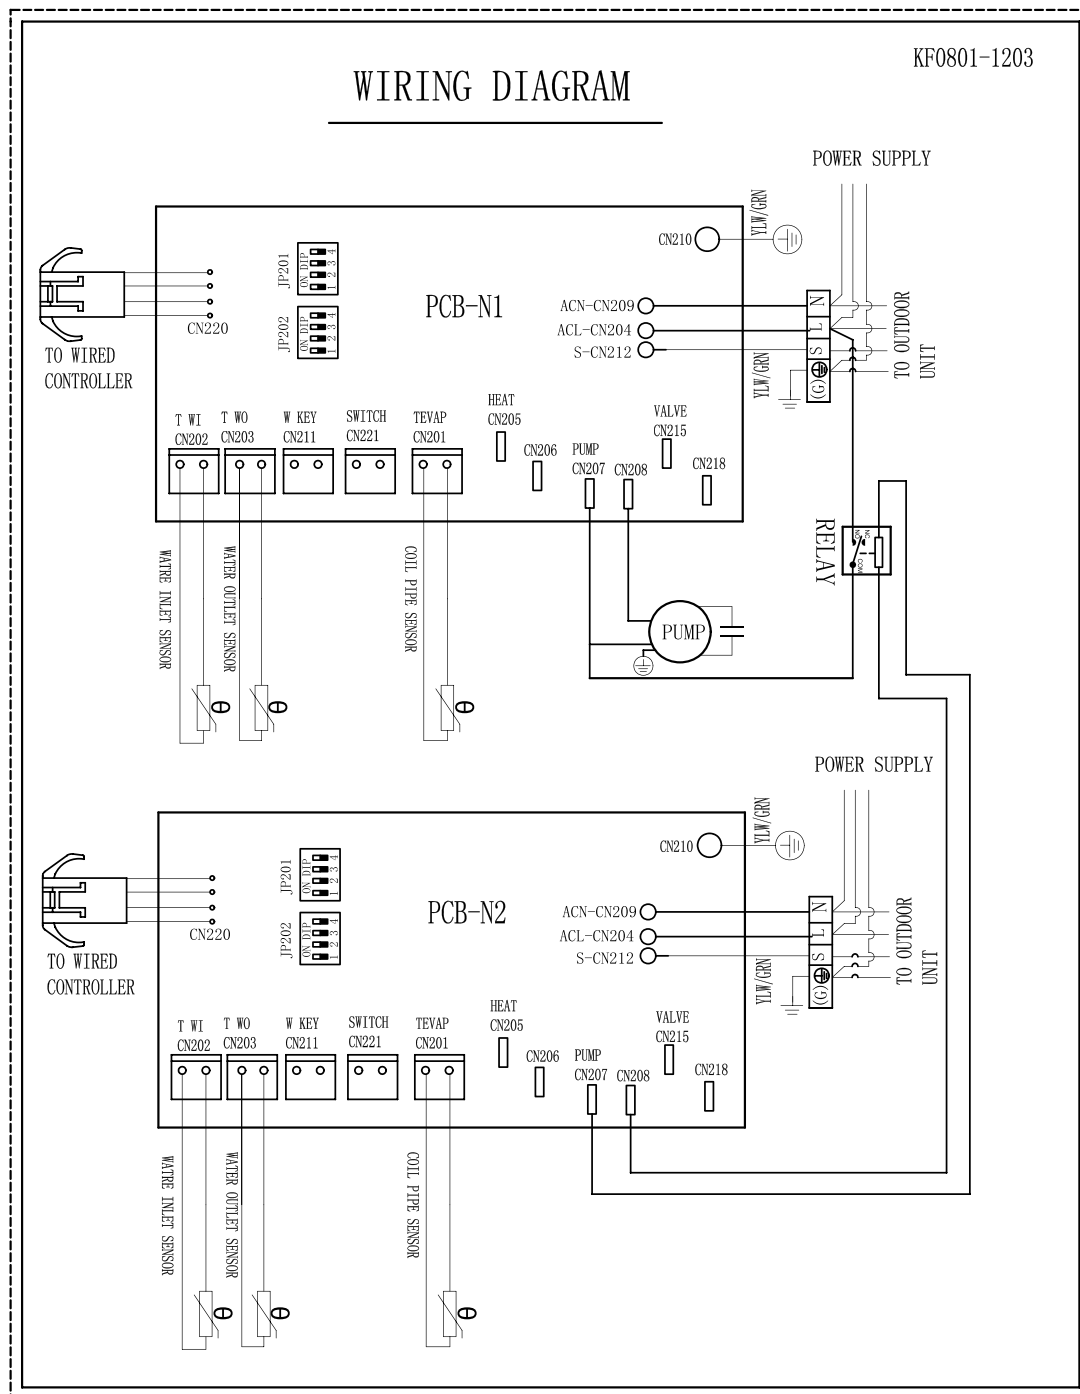 KF0801-1203
WIRING DIAGRAM
POWER SUPPLY
YLW/GRN
CN210
JP201
ON DIP
1 2 3 4
JP202
ON DIP
1 2 3 4
PCB-N1
CN220
TO WIRED
CONTROLLER
ACN-CN209
ACL-CN204
S-CN212
N
L
S
(G)
YLW/GRN
TO OUTDOOR
UNIT
T WI
CN202
T WO
CN203
W KEY
CN211
SWITCH
CN221
TEVAP
CN201
HEAT
CN205
CN206
PUMP
CN207
CN208
VALVE
CN215
CN218
RELAY
NO
NC
COM
WATRE INLET SENSOR
WATER OUTLET SENSOR
COIL PIPE SENSOR
PUMP
θ
θ
θ
POWER SUPPLY
YLW/GRN
CN210
JP201
ON DIP
1 2 3 4
JP202
ON DIP
1 2 3 4
PCB-N2
CN220
TO WIRED
CONTROLLER
ACN-CN209
ACL-CN204
S-CN212
N
L
S
(G)
YLW/GRN
TO OUTDOOR
UNIT
T WI
CN202
T WO
CN203
W KEY
CN211
SWITCH
CN221
TEVAP
CN201
HEAT
CN205
CN206
PUMP
CN207
CN208
VALVE
CN215
CN218
WATRE INLET SENSOR
WATER OUTLET SENSOR
COIL PIPE SENSOR
θ
θ
θ